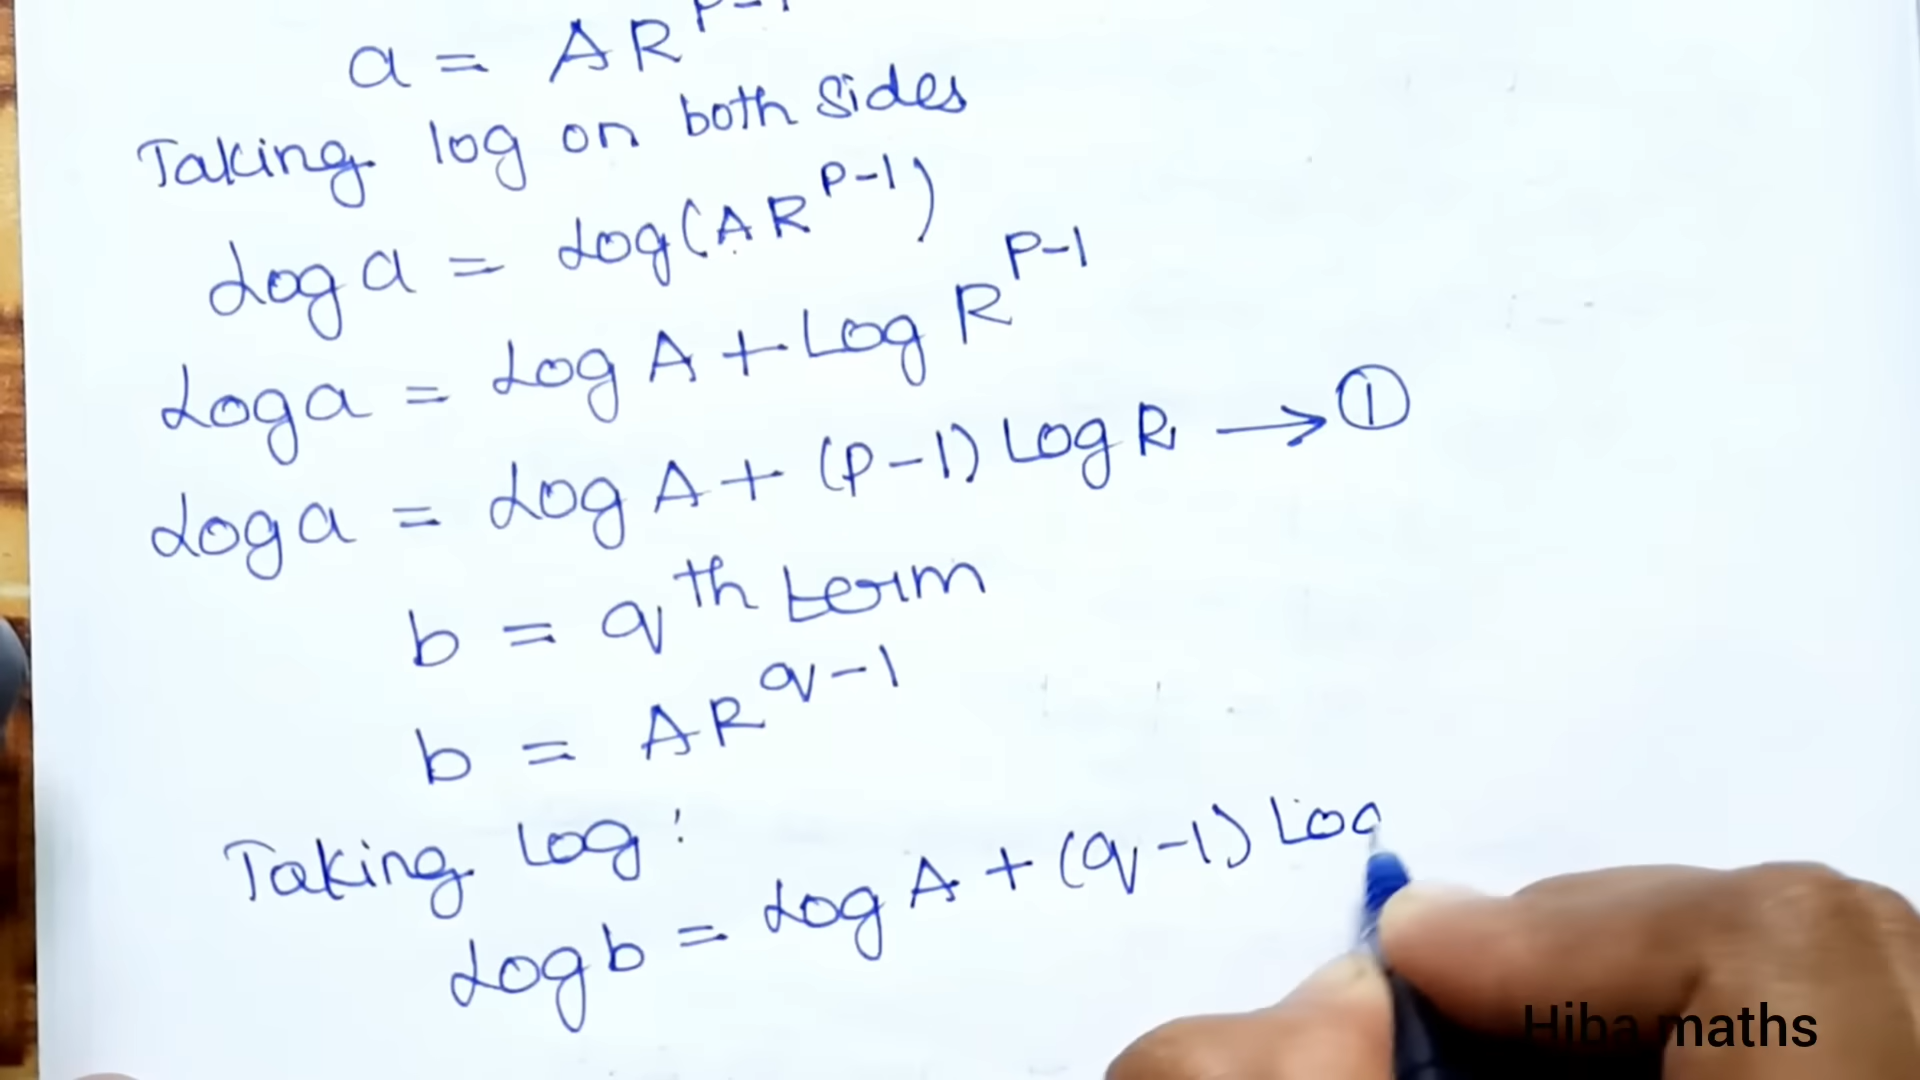 a = AR^P-1
Taking log on both sides
Log a = Log(AR^P-1)
Log a = Log A + Log R^P-1
Log a = Log A + (P-1) Log R → ①
b = q^th term
b = AR^q-1
Taking Log:
Log b = Log A + (q-1) Log
Hiba maths